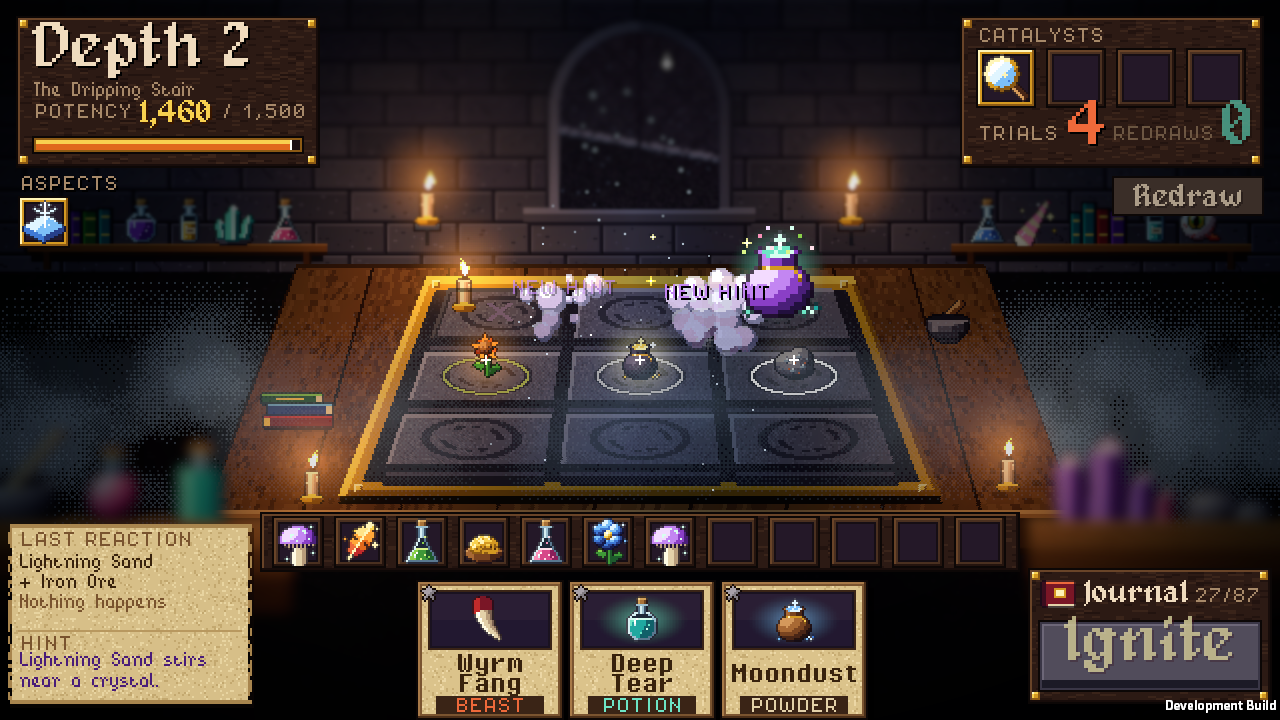 Depth 2
The Dripping Stair
POTENCY 1,460 / 1,500
ASPECTS
CATALYSTS
TRIALS 4 REDRAWS 0
Redraw
NEW HINT
NEW HINT
LAST REACTION
Lightning Sand
+ Iron Ore
Nothing happens
HINT
Lightning Sand stirs
near a crystal.
Wyrm
Fang
BEAST
Deep
Tear
POTION
Moondust
POWDER
Journal 27/87
Ignite
Development Build